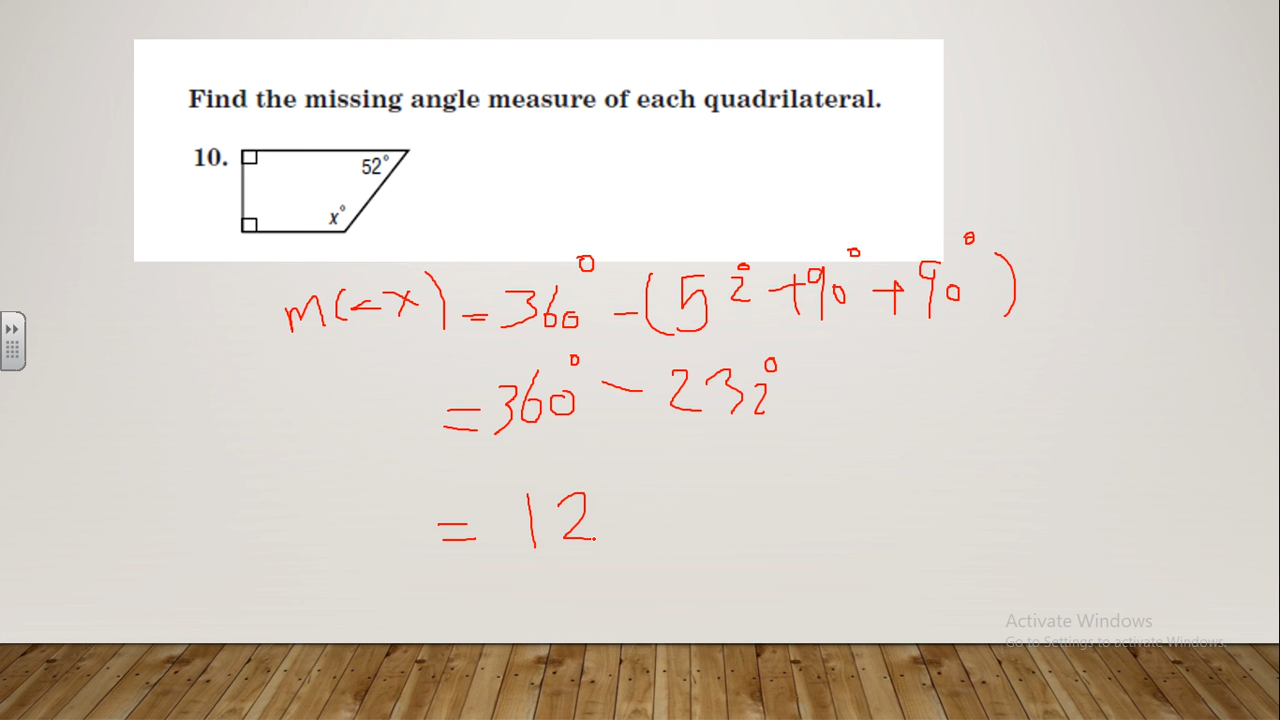 Find the missing angle measure of each quadrilateral.
10.
52°
x°
m(<x) = 360° - (52° + 90° + 90°)
= 360° - 232°
= 12
Activate Windows
Go to Settings to activate Windows.